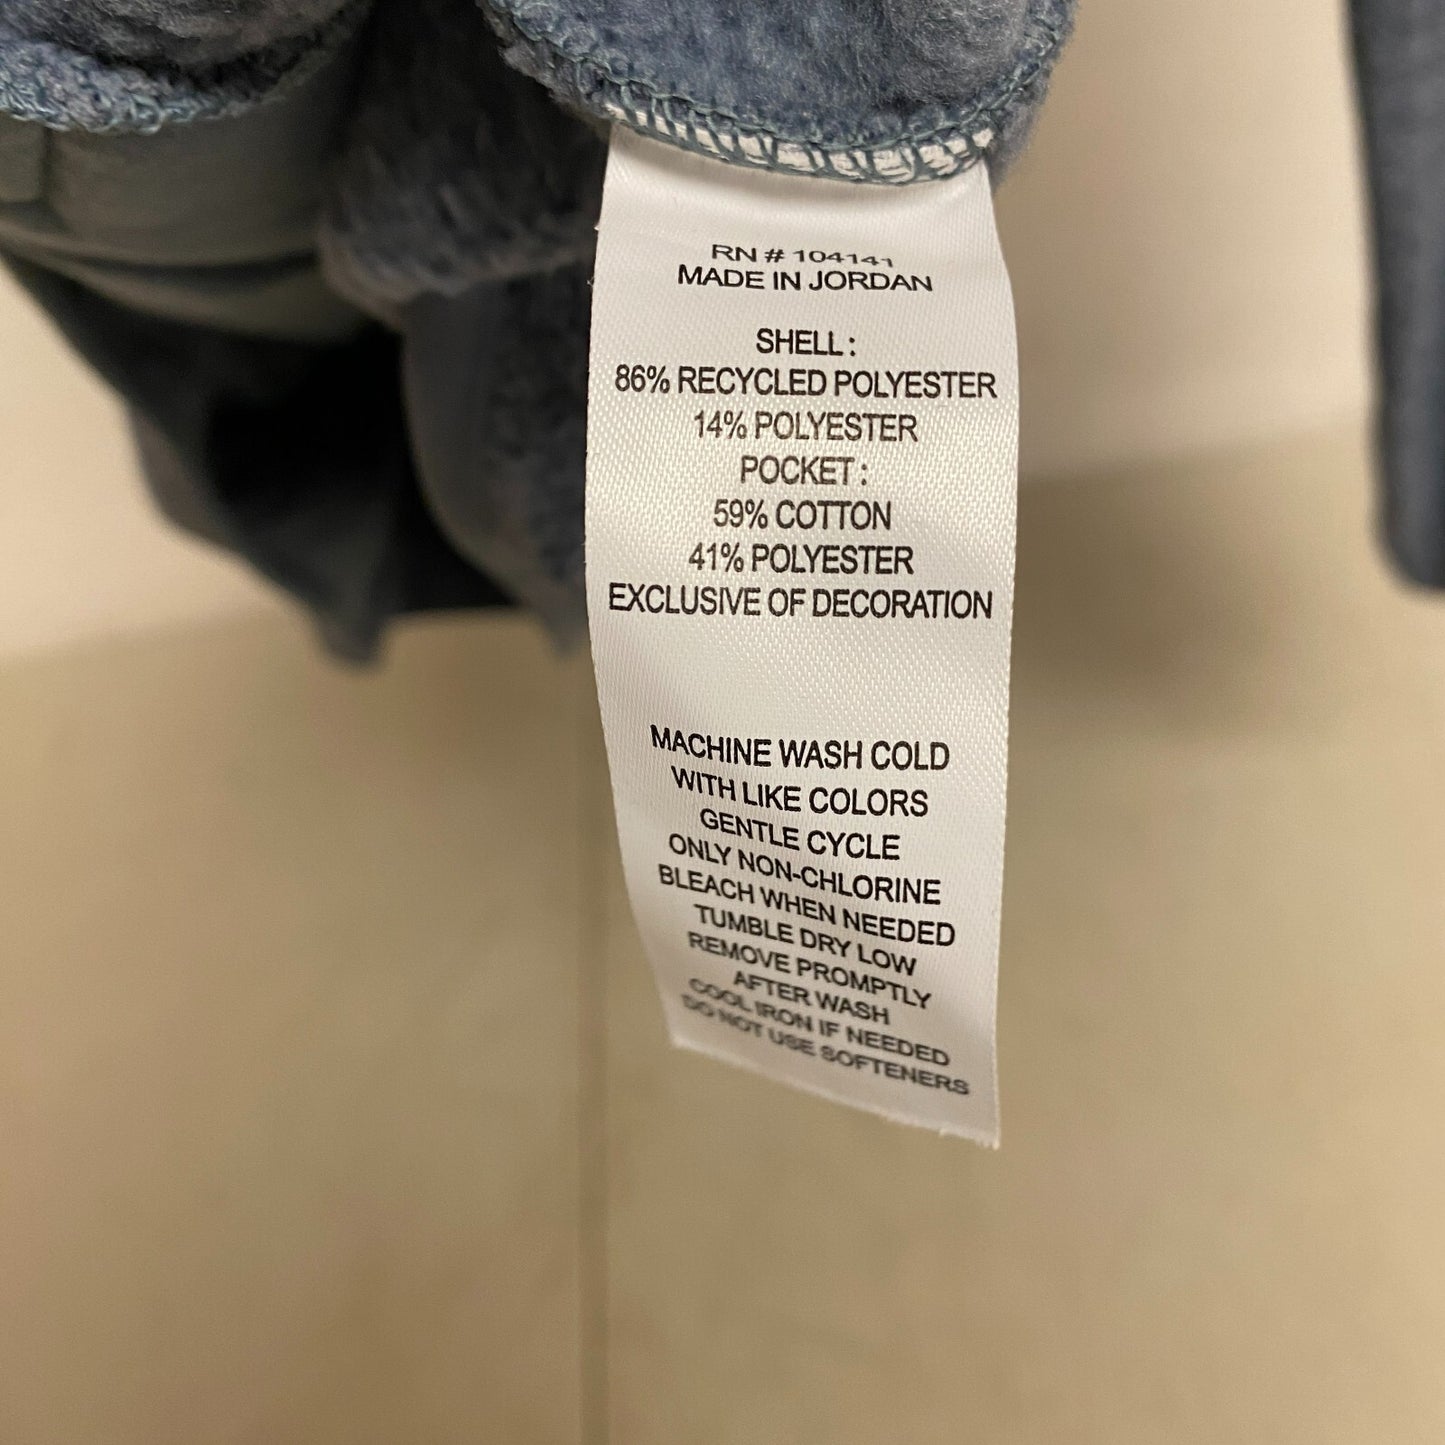 RN # 104141
MADE IN JORDAN
SHELL :
86% RECYCLED POLYESTER
14% POLYESTER
POCKET :
59% COTTON
41% POLYESTER
EXCLUSIVE OF DECORATION
MACHINE WASH COLD
WITH LIKE COLORS
GENTLE CYCLE
ONLY NON-CHLORINE
BLEACH WHEN NEEDED
TUMBLE DRY LOW
REMOVE PROMPTLY
AFTER WASH
COOL IRON IF NEEDED
DO NOT USE SOFTENERS